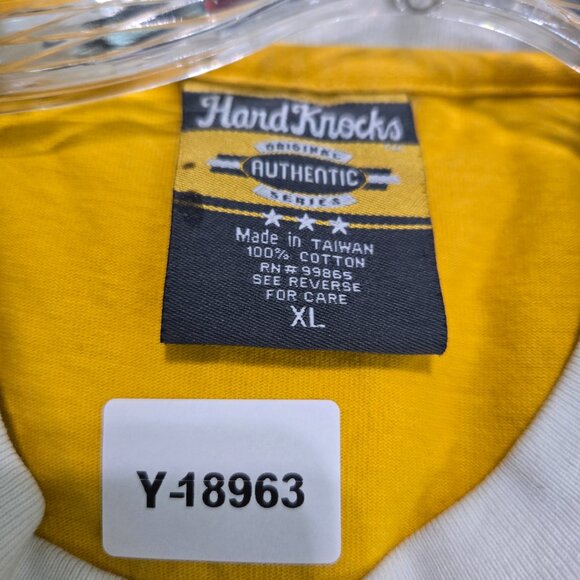 Hard Knocks
ORIGINAL
AUTHENTIC
SERIES
Made in TAIWAN
100% COTTON
RN# 99865
SEE REVERSE
FOR CARE
XL
Y-18963